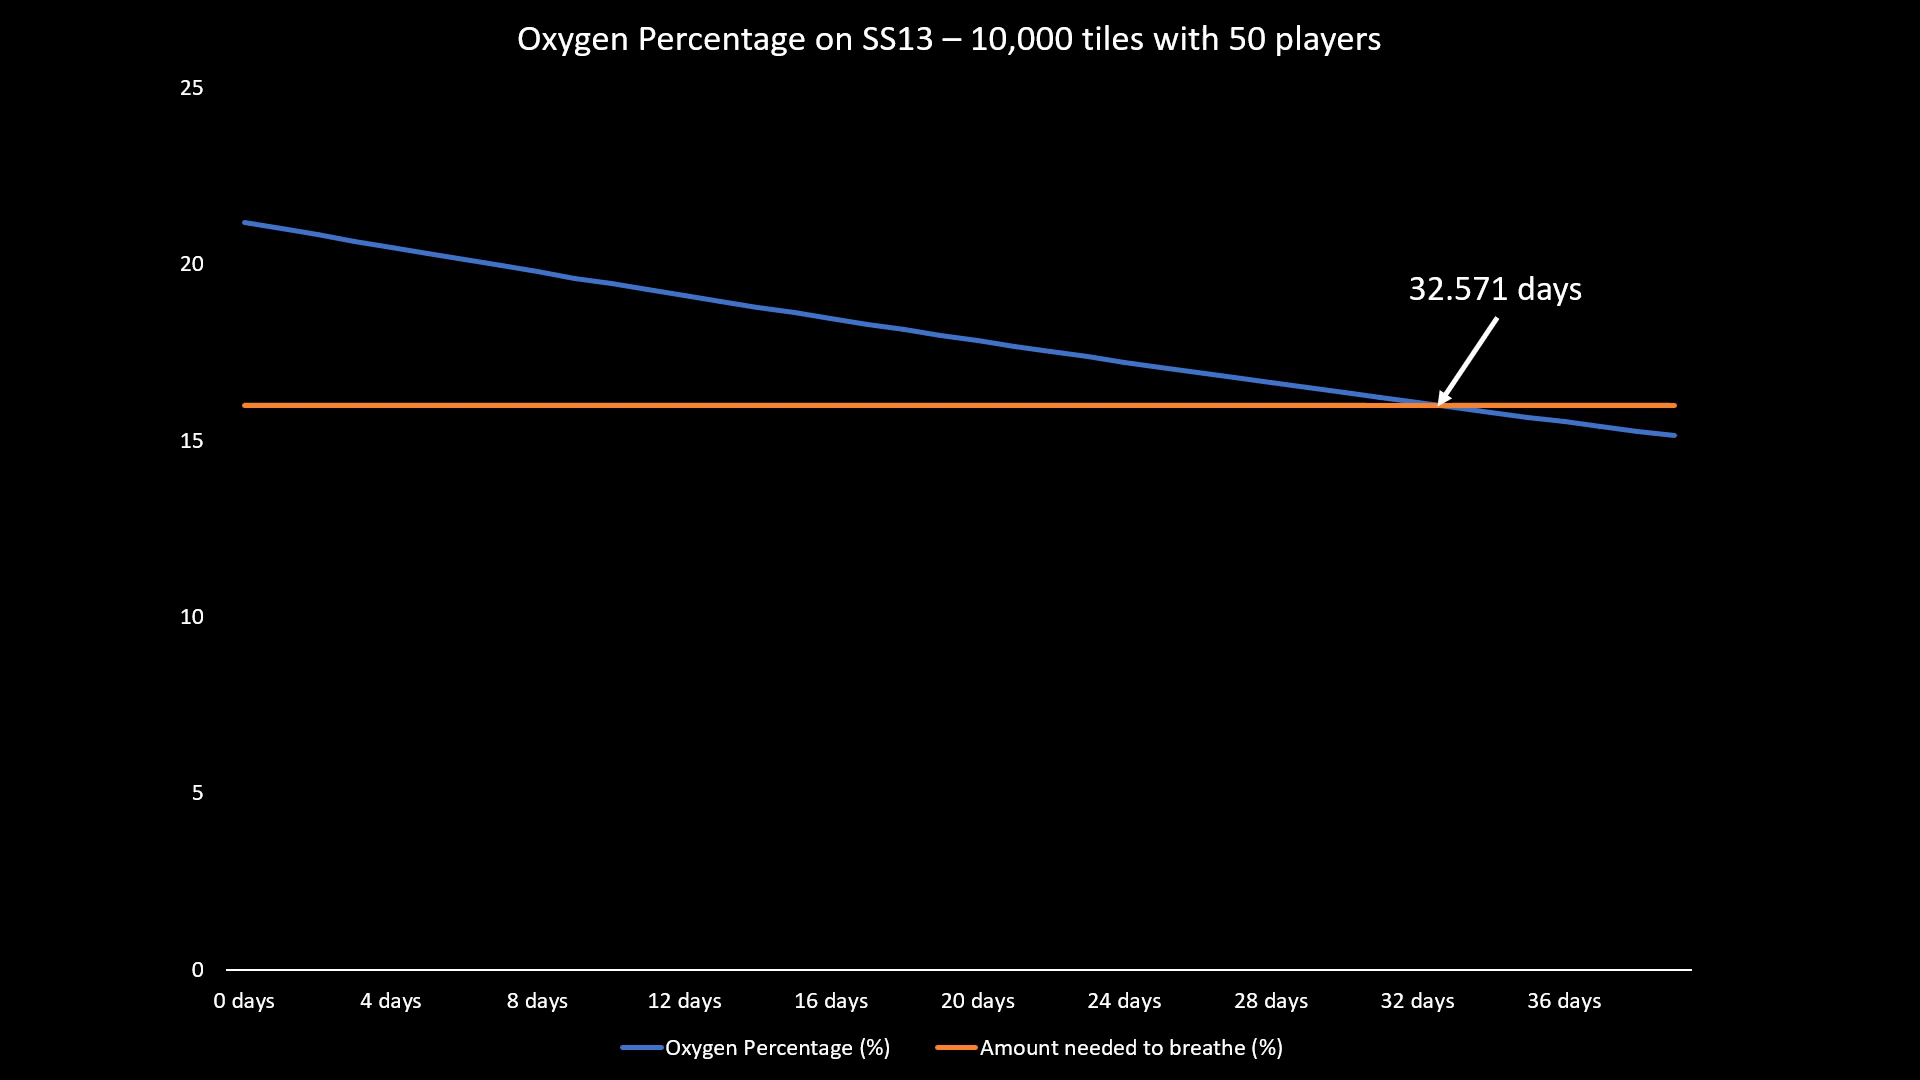 Oxygen Percentage on SS13 – 10,000 tiles with 50 players
25
20
15
10
5
0
32.571 days
0 days 4 days 8 days 12 days 16 days 20 days 24 days 28 days 32 days 36 days
Oxygen Percentage (%) Amount needed to breathe (%)